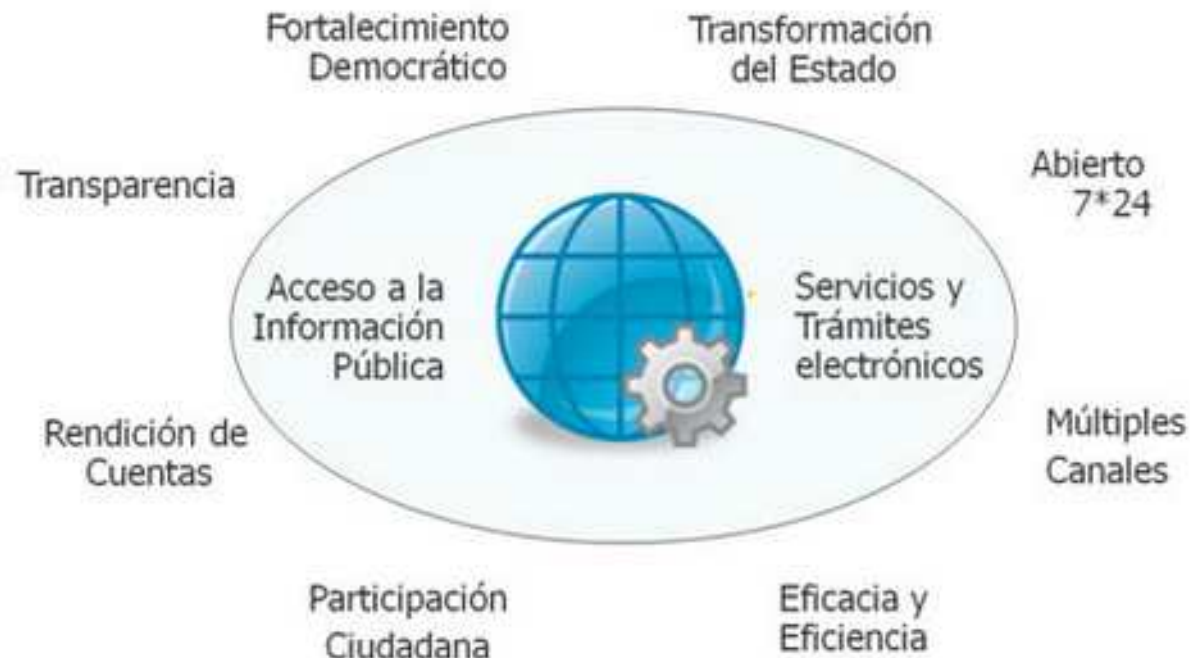 Fortalecimiento
Democrático
Transformación
del Estado
Transparencia
Abierto
7*24
Acceso a la
Información
Pública
Servicios y
Trámites
electrónicos
Rendición de
Cuentas
Múltiples
Canales
Participación
Ciudadana
Eficacia y
Eficiencia